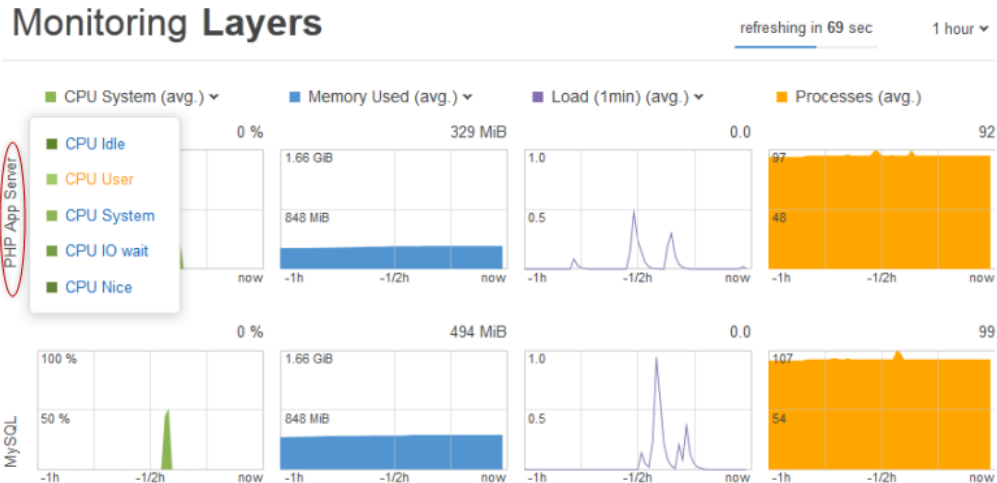 Monitoring Layers
refreshing in 69 sec
1 hour
CPU System (avg.)
Memory Used (avg.)
Load (1min) (avg.)
Processes (avg.)
CPU Idle
CPU User
CPU System
CPU IO wait
CPU Nice
PHP App Server
0 %
now
329 MiB
1.66 GiB
848 MiB
-1h -1/2h now
0.0
1.0
0.5
-1h -1/2h now
92
97
48
-1h -1/2h now
MySQL
0 %
100 %
50 %
-1h -1/2h now
494 MiB
1.66 GiB
848 MiB
-1h -1/2h now
0.0
1.0
0.5
-1h -1/2h now
99
107
54
-1h -1/2h now